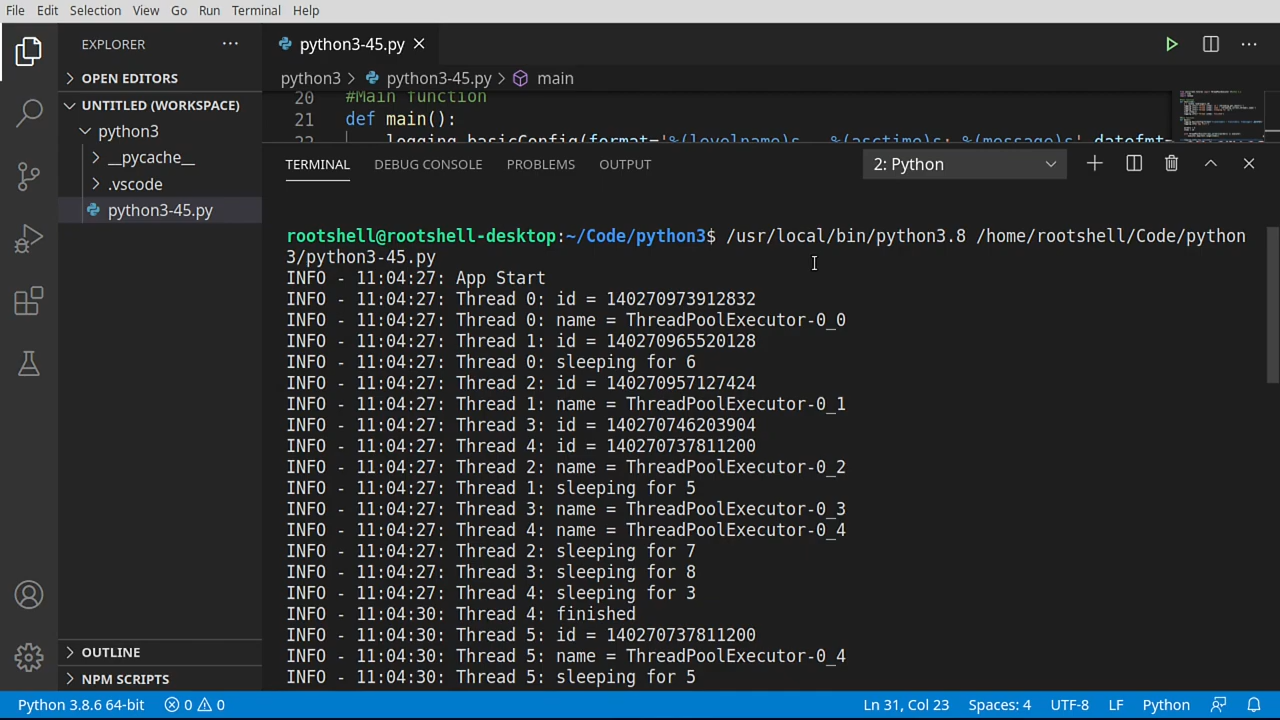 File Edit Selection View Go Run Terminal Help
EXPLORER ···
python3-45.py ×
OPEN EDITORS
python3 > python3-45.py > main
UNTITLED (WORKSPACE)
python3
__pycache__
.vscode
python3-45.py
20 #Main function
21 def main():
22 logging.basicConfig(format='%(levelname)s - %(asctime)s: %(message)s',datefmt=
TERMINAL DEBUG CONSOLE PROBLEMS OUTPUT 2: Python
rootshell@rootshell-desktop:~/Code/python3$ /usr/local/bin/python3.8 /home/rootshell/Code/python
3/python3-45.py
INFO - 11:04:27: App Start
INFO - 11:04:27: Thread 0: id = 140270973912832
INFO - 11:04:27: Thread 0: name = ThreadPoolExecutor-0_0
INFO - 11:04:27: Thread 1: id = 140270965520128
INFO - 11:04:27: Thread 0: sleeping for 6
INFO - 11:04:27: Thread 2: id = 140270957127424
INFO - 11:04:27: Thread 1: name = ThreadPoolExecutor-0_1
INFO - 11:04:27: Thread 3: id = 140270746203904
INFO - 11:04:27: Thread 4: id = 140270737811200
INFO - 11:04:27: Thread 2: name = ThreadPoolExecutor-0_2
INFO - 11:04:27: Thread 1: sleeping for 5
INFO - 11:04:27: Thread 3: name = ThreadPoolExecutor-0_3
INFO - 11:04:27: Thread 4: name = ThreadPoolExecutor-0_4
INFO - 11:04:27: Thread 2: sleeping for 7
INFO - 11:04:27: Thread 3: sleeping for 8
INFO - 11:04:27: Thread 4: sleeping for 3
INFO - 11:04:30: Thread 4: finished
INFO - 11:04:30: Thread 5: id = 140270737811200
INFO - 11:04:30: Thread 5: name = ThreadPoolExecutor-0_4
INFO - 11:04:30: Thread 5: sleeping for 5
OUTLINE
NPM SCRIPTS
Python 3.8.6 64-bit 0 0 Ln 31, Col 23 Spaces: 4 UTF-8 LF Python